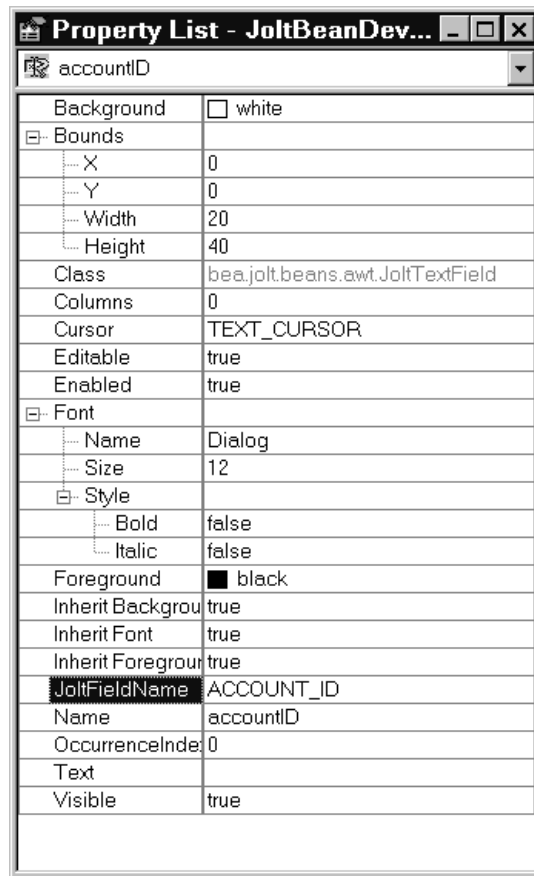 Property List - JoltBeanDev...
accountID
Background white
Bounds
X 0
Y 0
Width 20
Height 40
Class bea.jolt.beans.awt.JoltTextField
Columns 0
Cursor TEXT_CURSOR
Editable true
Enabled true
Font
Name Dialog
Size 12
Style
Bold false
Italic false
Foreground black
Inherit Backgrou true
Inherit Font true
Inherit Foregrour true
JoltFieldName ACCOUNT_ID
Name accountID
OccurrenceInde: 0
Text
Visible true